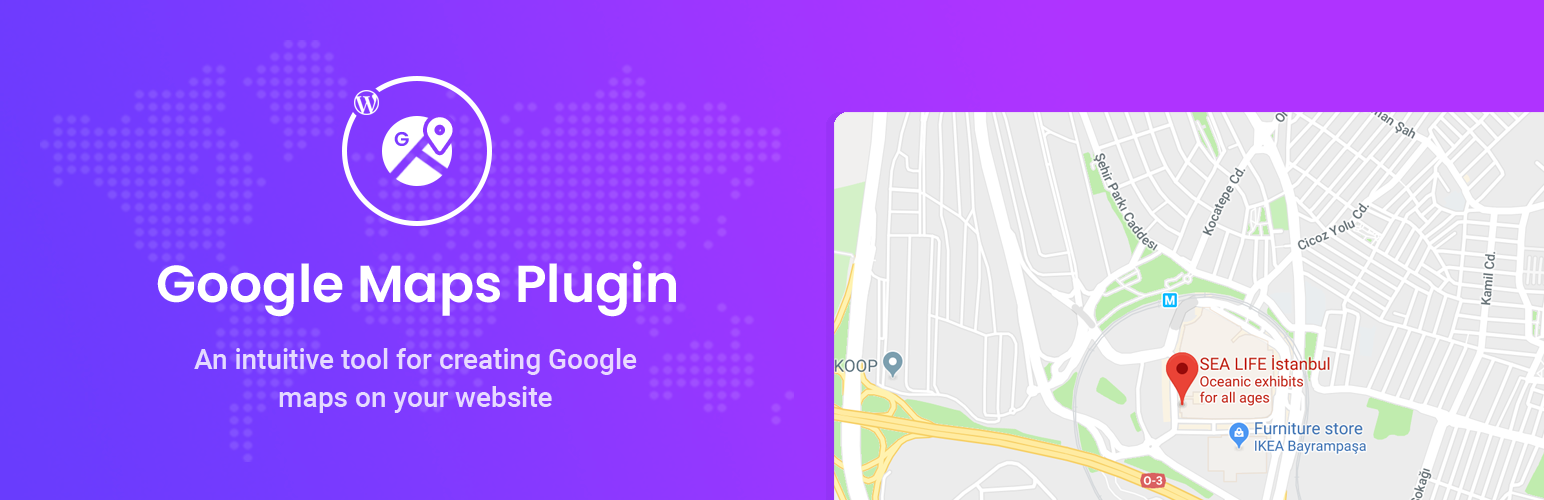 W
G
Google Maps Plugin
An intuitive tool for creating Google
maps on your website
Şehir Parkı Caddesi
Kocatepe Cd.
Cicoz Yolu Cd.
Kamil Cd.
Şah
M
KOOP
SEA LIFE İstanbul
Oceanic exhibits
for all ages
Furniture store
IKEA Bayrampaşa
O-3